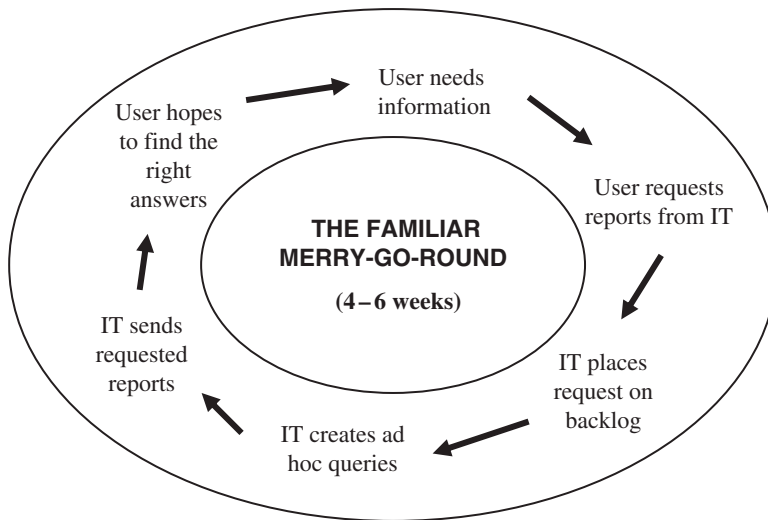 User needs
information
User requests
reports from IT
IT places
request on
backlog
IT creates ad
hoc queries
IT sends
requested
reports
User hopes
to find the
right
answers
THE FAMILIAR
MERRY-GO-ROUND
(4–6 weeks)